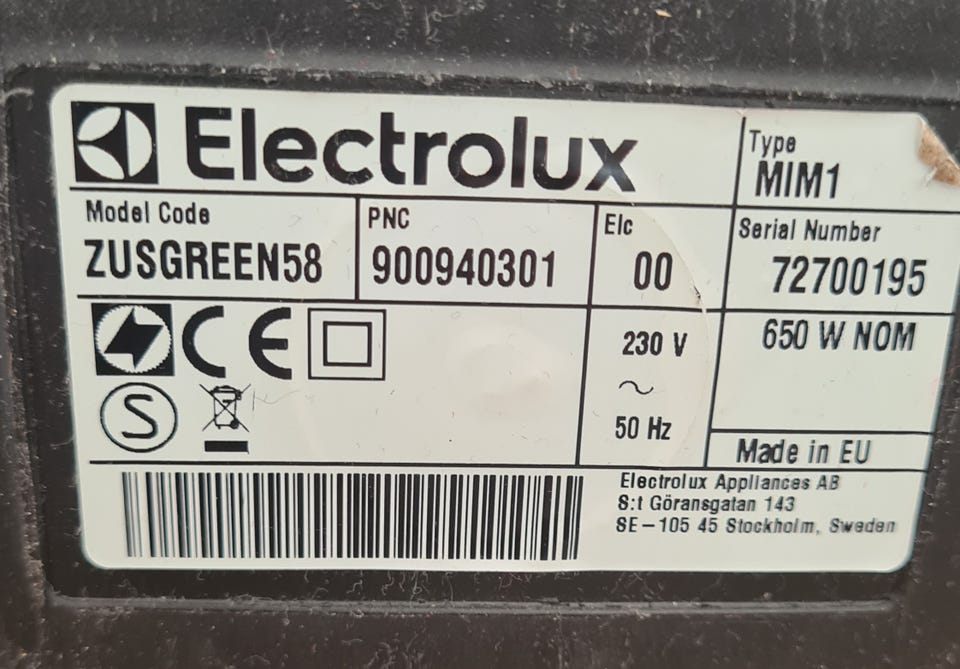 Electrolux
Type
MIM1
Model Code
ZUSGREEN58
PNC
900940301
Elc
00
Serial Number
72700195
CE
S
230 V
~
50 Hz
650 W NOM
Made in EU
Electrolux Appliances AB
S:t Göransgatan 143
SE-105 45 Stockholm, Sweden